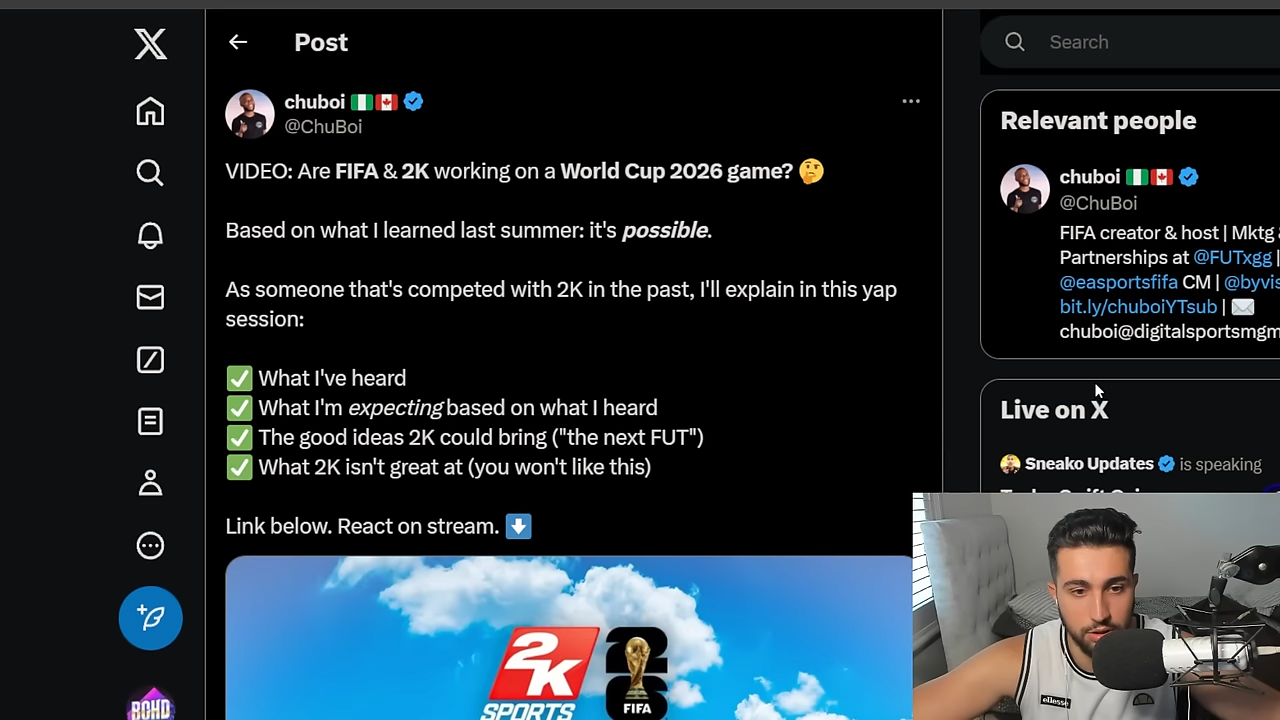 Post
Search
chuboi
@ChuBoi
VIDEO: Are FIFA & 2K working on a World Cup 2026 game? 🤔
Based on what I learned last summer: it's possible.
As someone that's competed with 2K in the past, I'll explain in this yap
session:
✅ What I've heard
✅ What I'm expecting based on what I heard
✅ The good ideas 2K could bring ("the next FUT")
✅ What 2K isn't great at (you won't like this)
Link below. React on stream. ⬇️
2K
SPORTS
26
FIFA
Relevant people
chuboi
@ChuBoi
FIFA creator & host | Mktg &
Partnerships at @FUTxgg |
@easportsfifa CM | @byvis
bit.ly/chuboiYTsub | ✉️
chuboi@digitalsportsmgm
Live on X
Sneako Updates is speaking
ellesse
BOHD